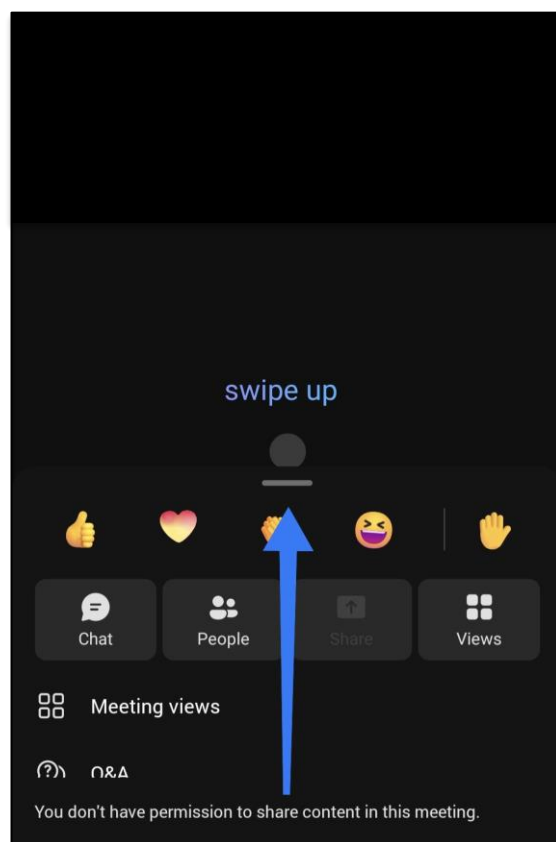 swipe up
Chat
People
Share
Views
Meeting views
Q&A
You don't have permission to share content in this meeting.